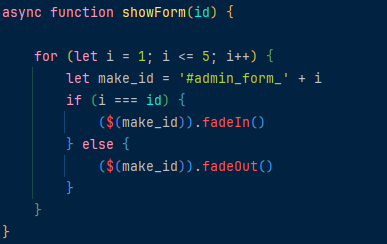 async function showForm(id) {
for (let i = 1; i <= 5; i++) {
let make_id = '#admin_form_' + i
if (i === id) {
($(make_id)).fadeIn()
} else {
($(make_id)).fadeOut()
}
}
}